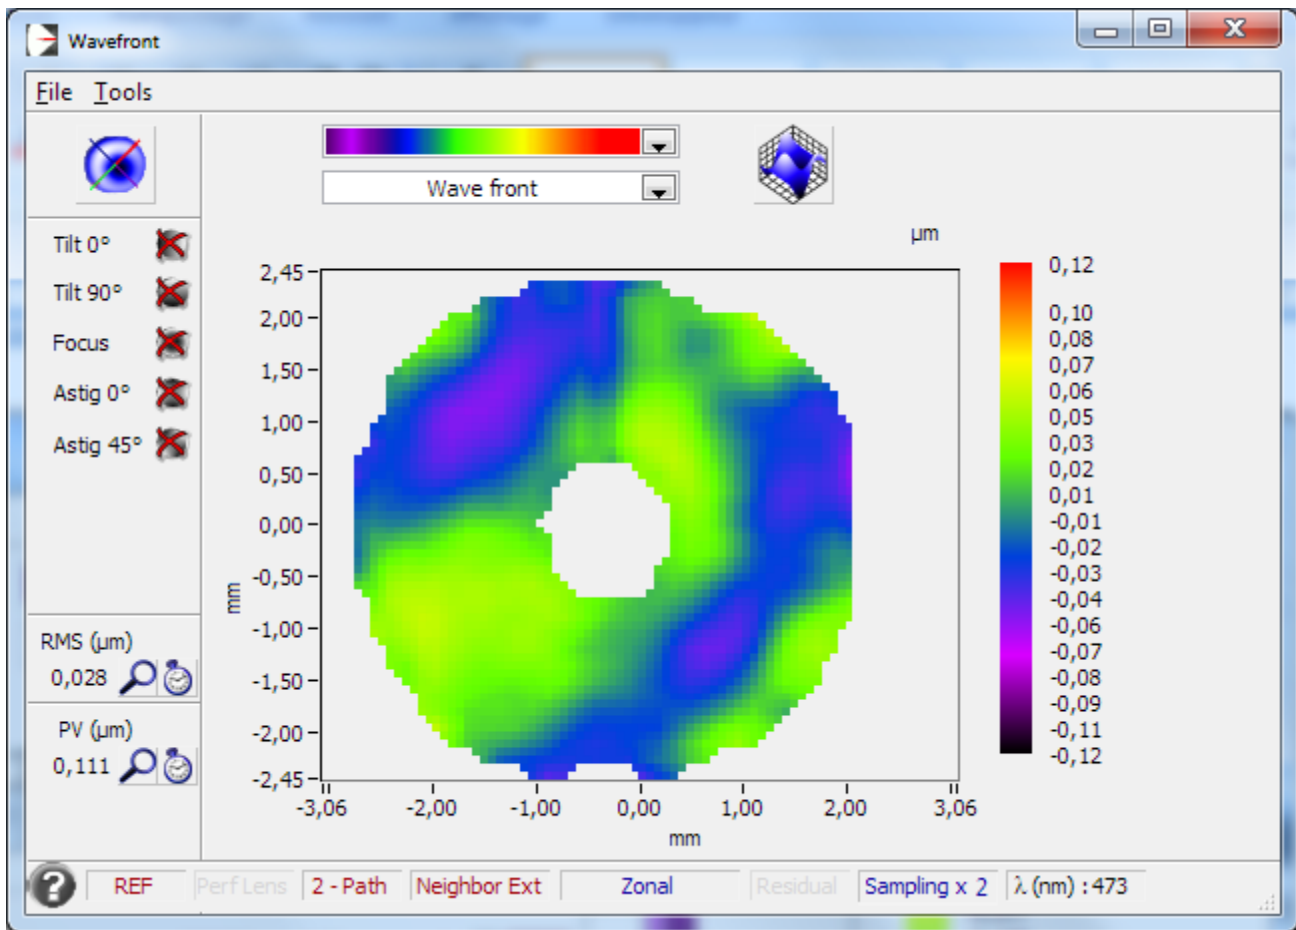 Wavefront
File Tools
Wave front
Tilt 0°
Tilt 90°
Focus
Astig 0°
Astig 45°
RMS (µm)
0,028
PV (µm)
0,111
µm
2,45
2,00
1,50
1,00
0,50
0,00
-0,50
-1,00
-1,50
-2,00
-2,45
mm
-3,06 -2,00 -1,00 0,00 1,00 2,00 3,06
mm
0,12
0,10
0,08
0,07
0,06
0,05
0,03
0,02
0,01
-0,01
-0,02
-0,03
-0,04
-0,06
-0,07
-0,08
-0,09
-0,11
-0,12
? REF Perf Lens 2 - Path Neighbor Ext Zonal Residual Sampling x 2 λ (nm) : 473